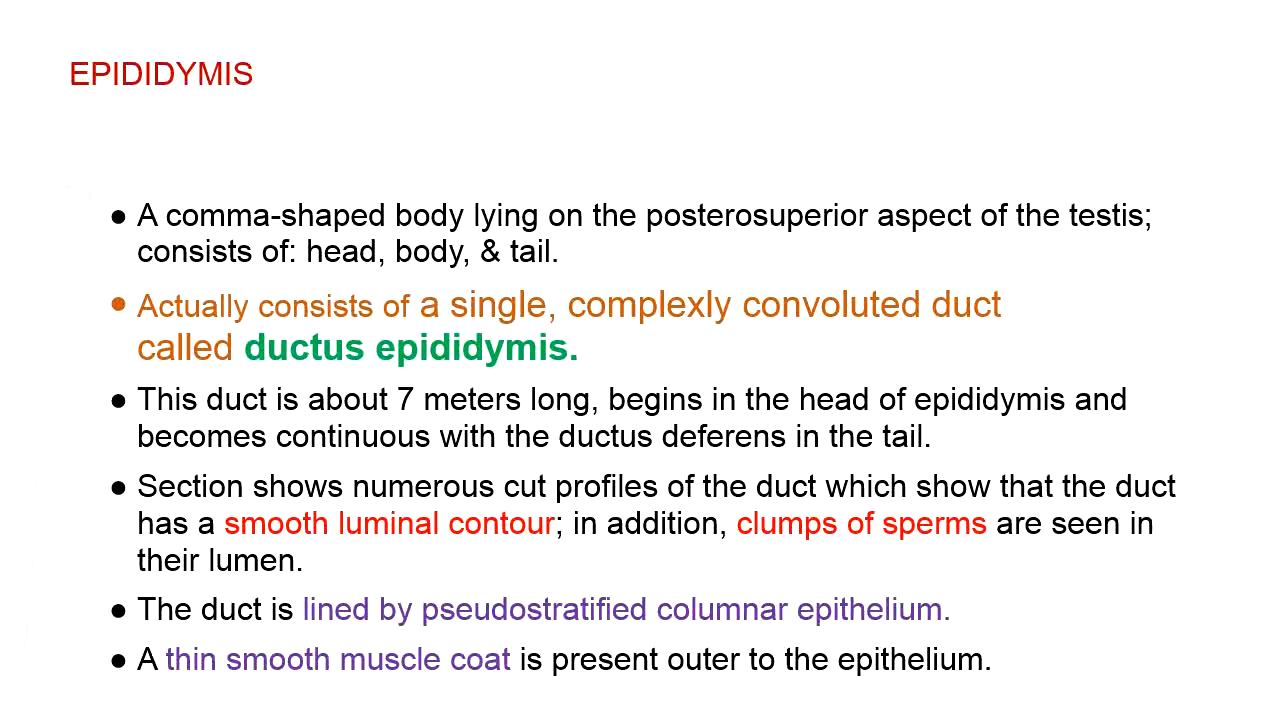 EPIDIDYMIS
● A comma-shaped body lying on the posterosuperior aspect of the testis;
consists of: head, body, & tail.
● Actually consists of a single, complexly convoluted duct
called ductus epididymis.
● This duct is about 7 meters long, begins in the head of epididymis and
becomes continuous with the ductus deferens in the tail.
● Section shows numerous cut profiles of the duct which show that the duct
has a smooth luminal contour; in addition, clumps of sperms are seen in
their lumen.
● The duct is lined by pseudostratified columnar epithelium.
● A thin smooth muscle coat is present outer to the epithelium.